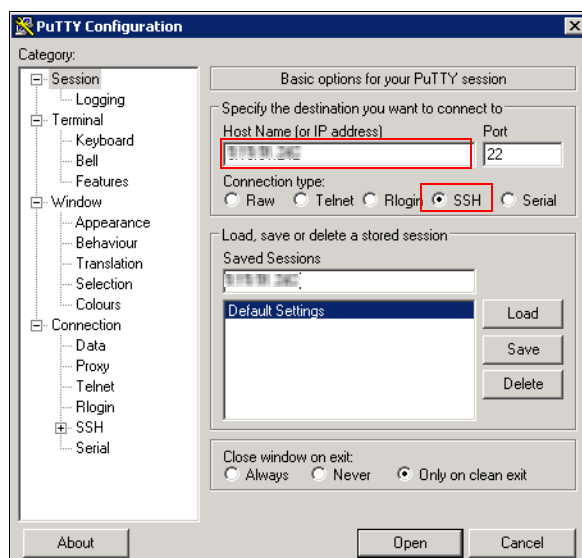 PuTTY Configuration
Category:
Session
Logging
Terminal
Keyboard
Bell
Features
Window
Appearance
Behaviour
Translation
Selection
Colours
Connection
Data
Proxy
Telnet
Rlogin
SSH
Serial
Basic options for your PuTTY session
Specify the destination you want to connect to
Host Name (or IP address) Port
22
Connection type:
Raw Telnet Rlogin SSH Serial
Load, save or delete a stored session
Saved Sessions
Default Settings
Load
Save
Delete
Close window on exit:
Always Never Only on clean exit
About Open Cancel